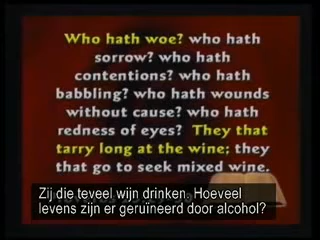 Who hath woe? who hath
sorrow? who hath
contentions? who hath
babbling? who hath wounds
without cause? who hath
redness of eyes? They that
tarry long at the wine; they
that go to seek mixed wine.
Zij die teveel wijn drinken. Hoeveel
levens zijn er geruïneerd door alcohol?